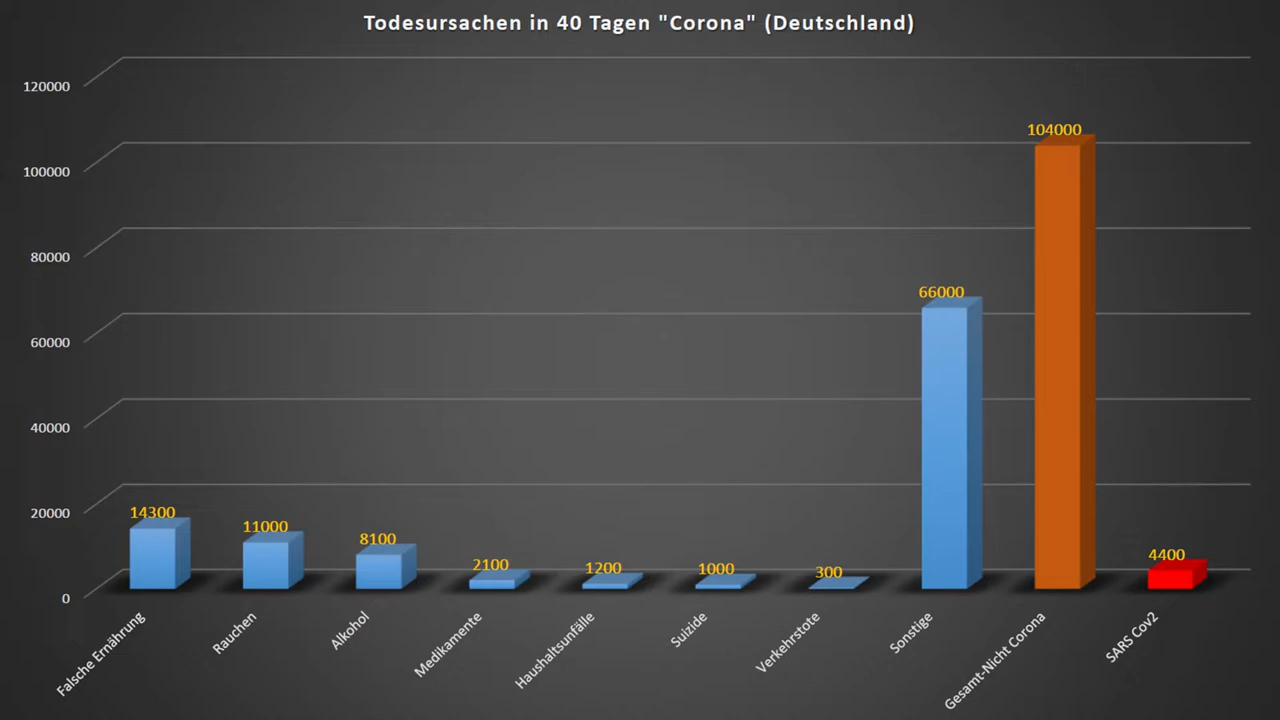 Todesursachen in 40 Tagen "Corona" (Deutschland)
120000
100000
80000
60000
40000
20000
0
14300
11000
8100
2100
1200
1000
300
66000
104000
4400
Falsche Ernährung
Rauchen
Alkohol
Medikamente
Haushaltsunfälle
Suizide
Verkehrstote
Sonstige
Gesamt-Nicht Corona
SARS Cov2